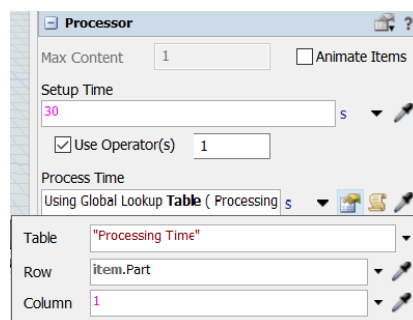 Processor
?
Max Content 1 Animate Items
Setup Time
30 s
Use Operator(s) 1
Process Time
Using Global Lookup Table ( Processing s
Table "Processing Time"
Row item.Part
Column 1